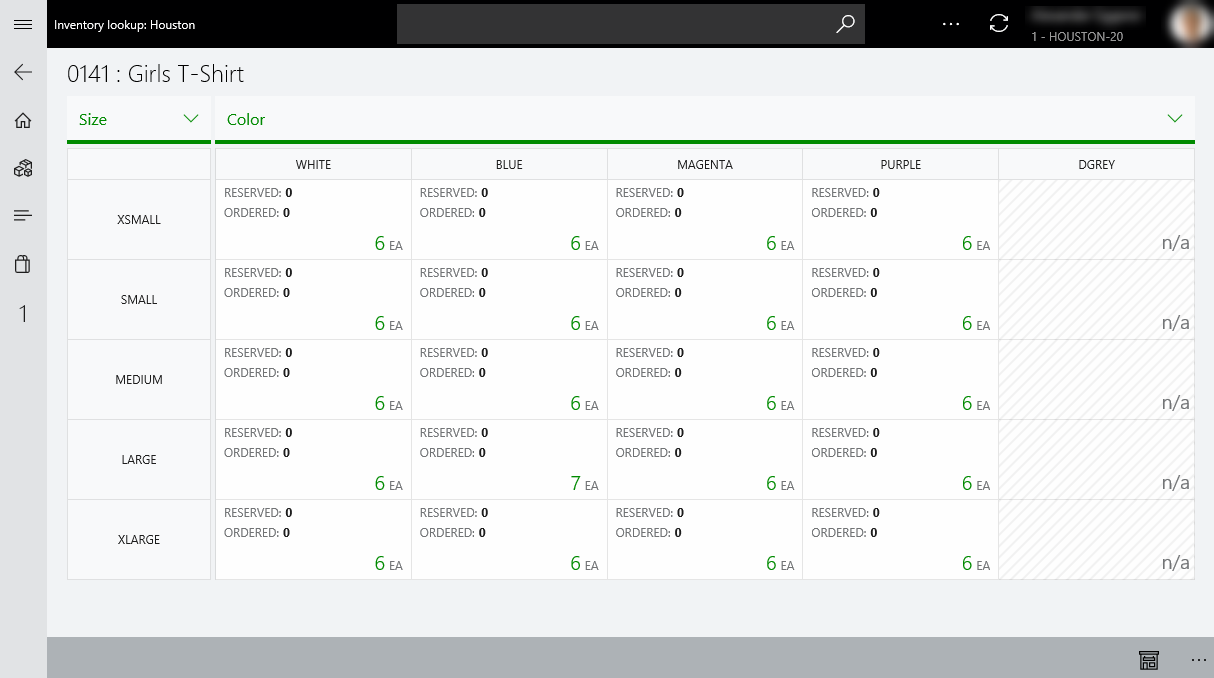 Inventory lookup: Houston
1 - HOUSTON-20
0141 : Girls T-Shirt
Size Color
WHITE BLUE MAGENTA PURPLE DGREY
XSMALL
RESERVED: 0 RESERVED: 0 RESERVED: 0 RESERVED: 0
ORDERED: 0 ORDERED: 0 ORDERED: 0 ORDERED: 0
6 EA 6 EA 6 EA 6 EA n/a
SMALL
RESERVED: 0 RESERVED: 0 RESERVED: 0 RESERVED: 0
ORDERED: 0 ORDERED: 0 ORDERED: 0 ORDERED: 0
6 EA 6 EA 6 EA 6 EA n/a
1
MEDIUM
RESERVED: 0 RESERVED: 0 RESERVED: 0 RESERVED: 0
ORDERED: 0 ORDERED: 0 ORDERED: 0 ORDERED: 0
6 EA 6 EA 6 EA 6 EA n/a
LARGE
RESERVED: 0 RESERVED: 0 RESERVED: 0 RESERVED: 0
ORDERED: 0 ORDERED: 0 ORDERED: 0 ORDERED: 0
6 EA 7 EA 6 EA 6 EA n/a
XLARGE
RESERVED: 0 RESERVED: 0 RESERVED: 0 RESERVED: 0
ORDERED: 0 ORDERED: 0 ORDERED: 0 ORDERED: 0
6 EA 6 EA 6 EA 6 EA n/a